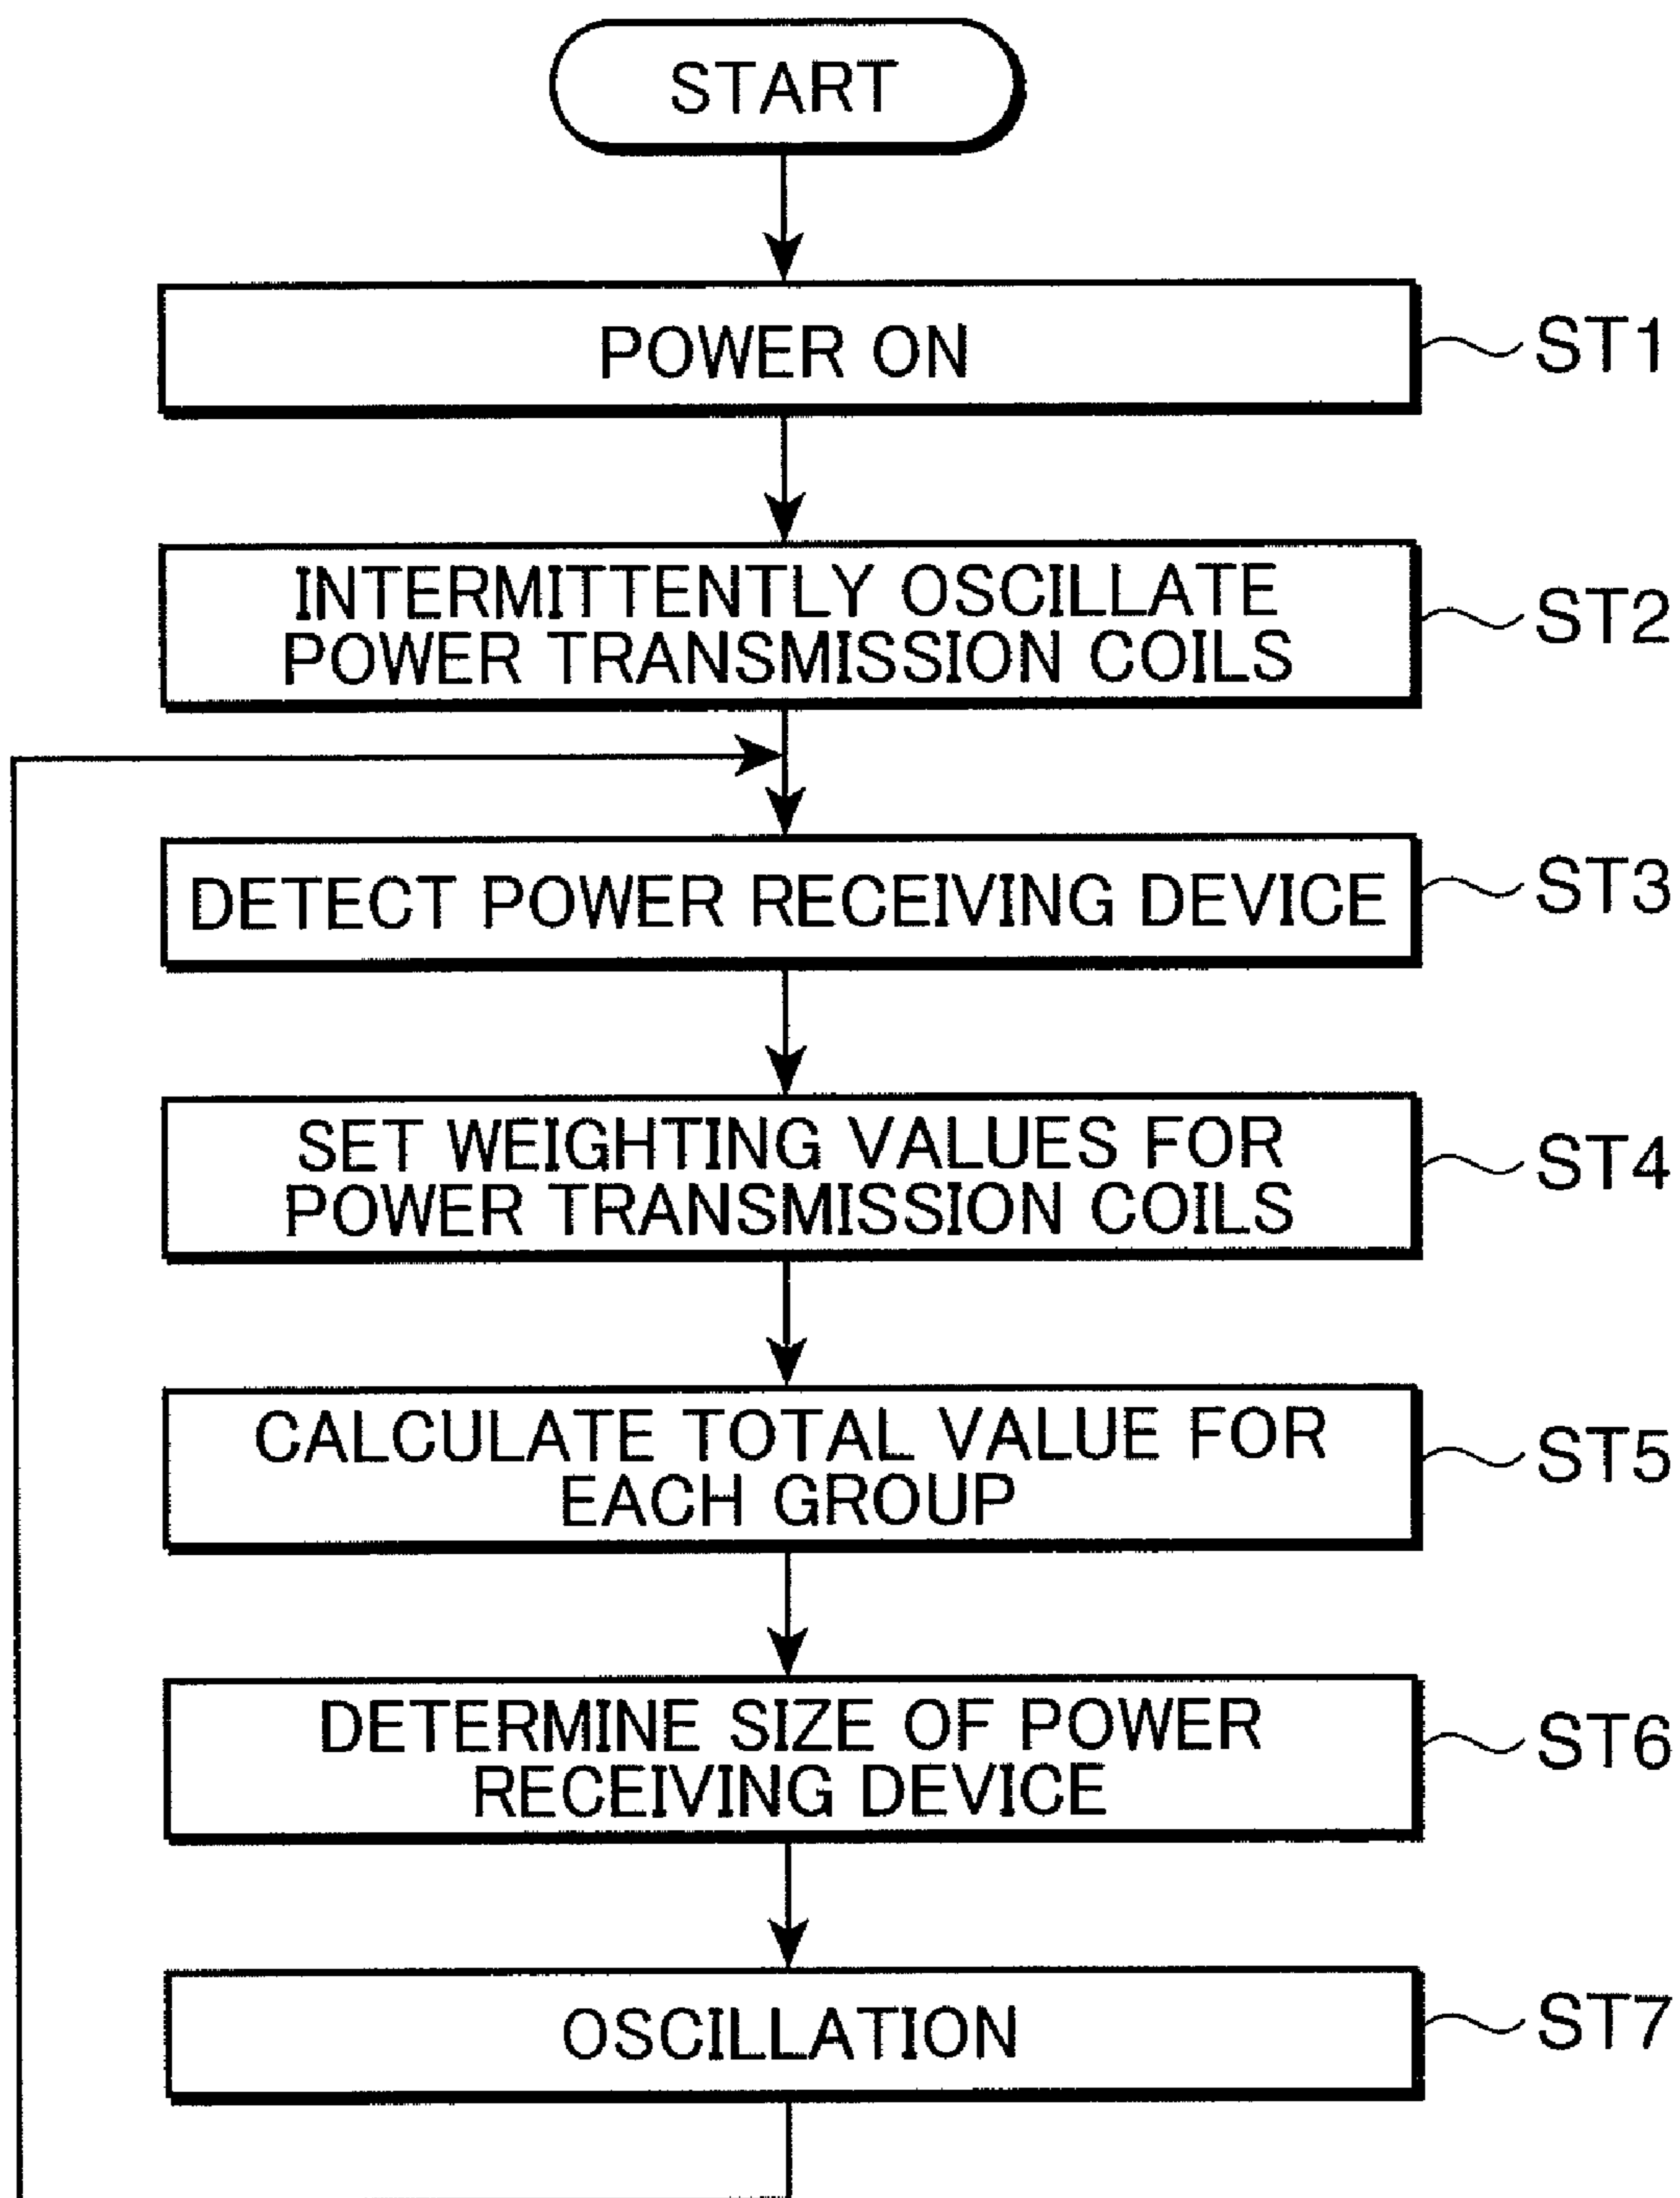 START
POWER ON
ST1
INTERMITTENTLY OSCILLATE
POWER TRANSMISSION COILS
ST2
DETECT POWER RECEIVING DEVICE
ST3
SET WEIGHTING VALUES FOR
POWER TRANSMISSION COILS
ST4
CALCULATE TOTAL VALUE FOR
EACH GROUP
ST5
DETERMINE SIZE OF POWER
RECEIVING DEVICE
ST6
OSCILLATION
ST7